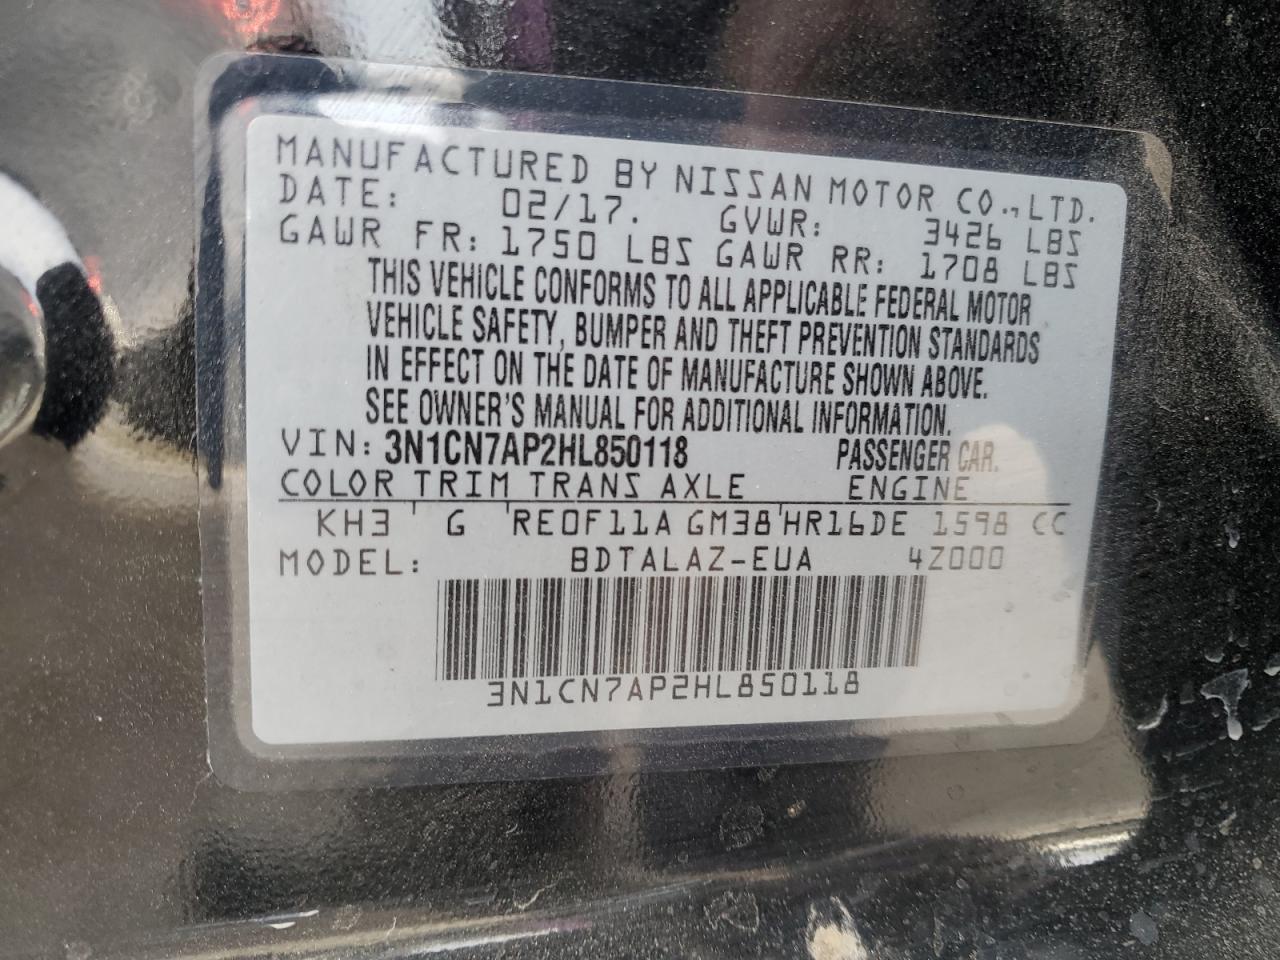 MANUFACTURED BY NISSAN MOTOR CO., LTD.
DATE: 02/17. GVWR: 3426 LBS
GAWR FR: 1750 LBS GAWR RR: 1708 LBS
THIS VEHICLE CONFORMS TO ALL APPLICABLE FEDERAL MOTOR
VEHICLE SAFETY, BUMPER AND THEFT PREVENTION STANDARDS
IN EFFECT ON THE DATE OF MANUFACTURE SHOWN ABOVE.
SEE OWNER'S MANUAL FOR ADDITIONAL INFORMATION.
VIN: 3N1CN7AP2HL850118 PASSENGER CAR.
COLOR TRIM TRANS AXLE ENGINE
KH3 ' G ' RE0F11A GM38 ' HR16DE 1598 CC
MODEL: BDTALAZ-EUA 4Z000
3N1CN7AP2HL850118